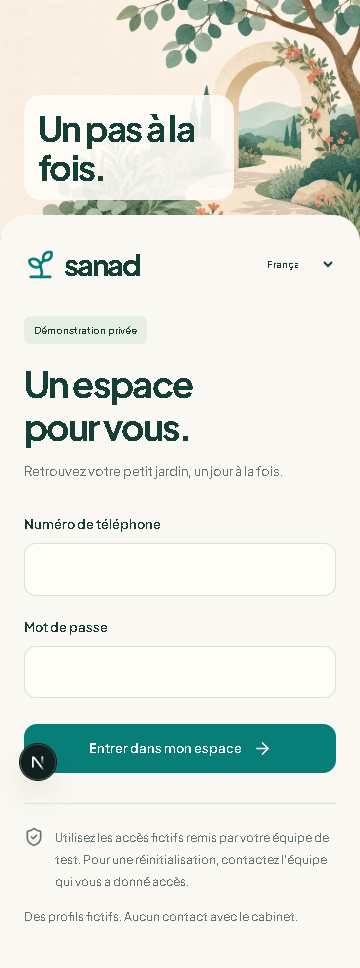 Un pas à la
fois.
sanad
França
Démonstration privée
Un espace
pour vous.
Retrouvez votre petit jardin, un jour à la fois.
Numéro de téléphone
Mot de passe
Entrer dans mon espace
N
Utilisez les accès fictifs remis par votre équipe de
test. Pour une réinitialisation, contactez l'équipe
qui vous a donné accès.
Des profils fictifs. Aucun contact avec le cabinet.